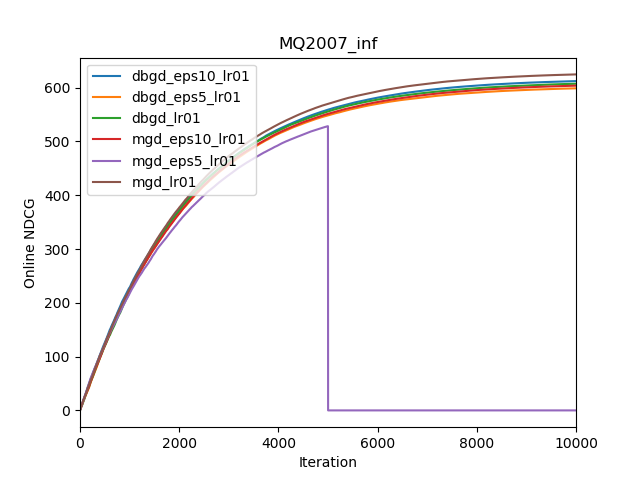 MQ2007_inf
dbgd_eps10_lr01
dbgd_eps5_lr01
dbgd_lr01
mgd_eps10_lr01
mgd_eps5_lr01
mgd_lr01
Online NDCG
600
500
400
300
200
100
0
0 2000 4000 6000 8000 10000
Iteration